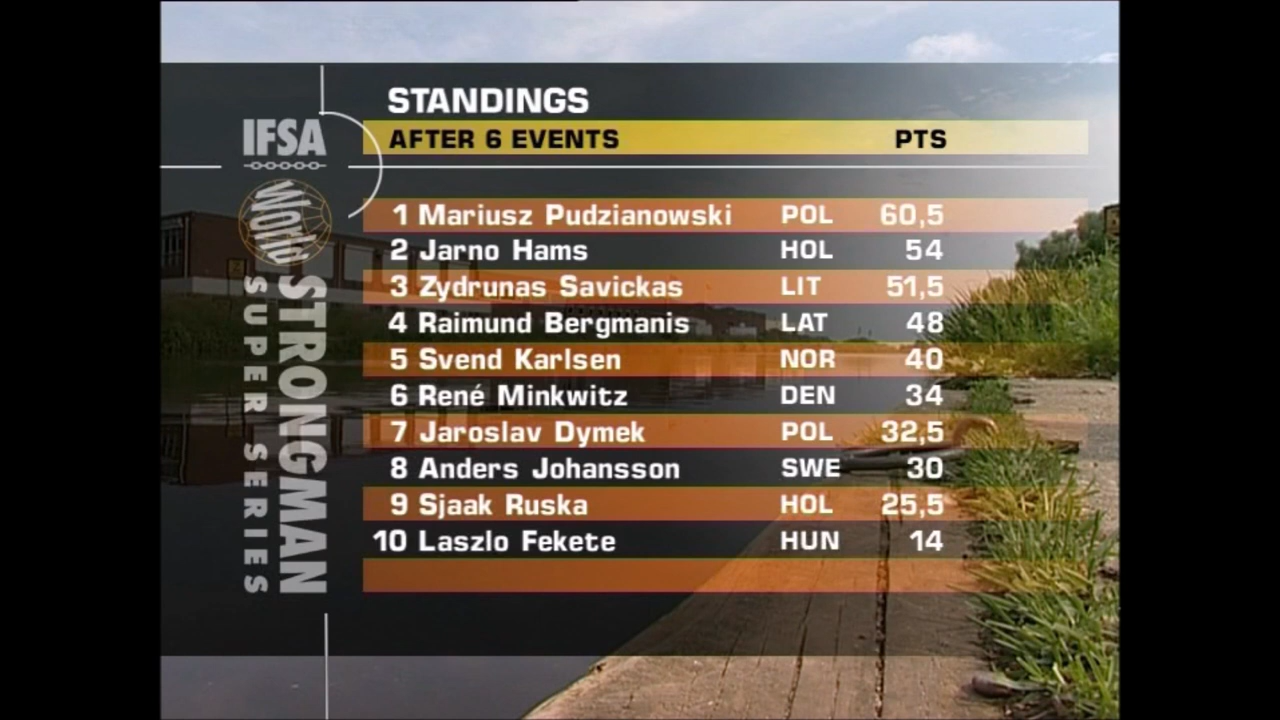 STANDINGS
AFTER 6 EVENTS PTS
IFSA
World
STRONGMAN
SUPER SERIES
1 Mariusz Pudzianowski POL 60,5
2 Jarno Hams HOL 54
3 Zydrunas Savickas LIT 51,5
4 Raimund Bergmanis LAT 48
5 Svend Karlsen NOR 40
6 René Minkwitz DEN 34
7 Jaroslav Dymek POL 32,5
8 Anders Johansson SWE 30
9 Sjaak Ruska HOL 25,5
10 Laszlo Fekete HUN 14